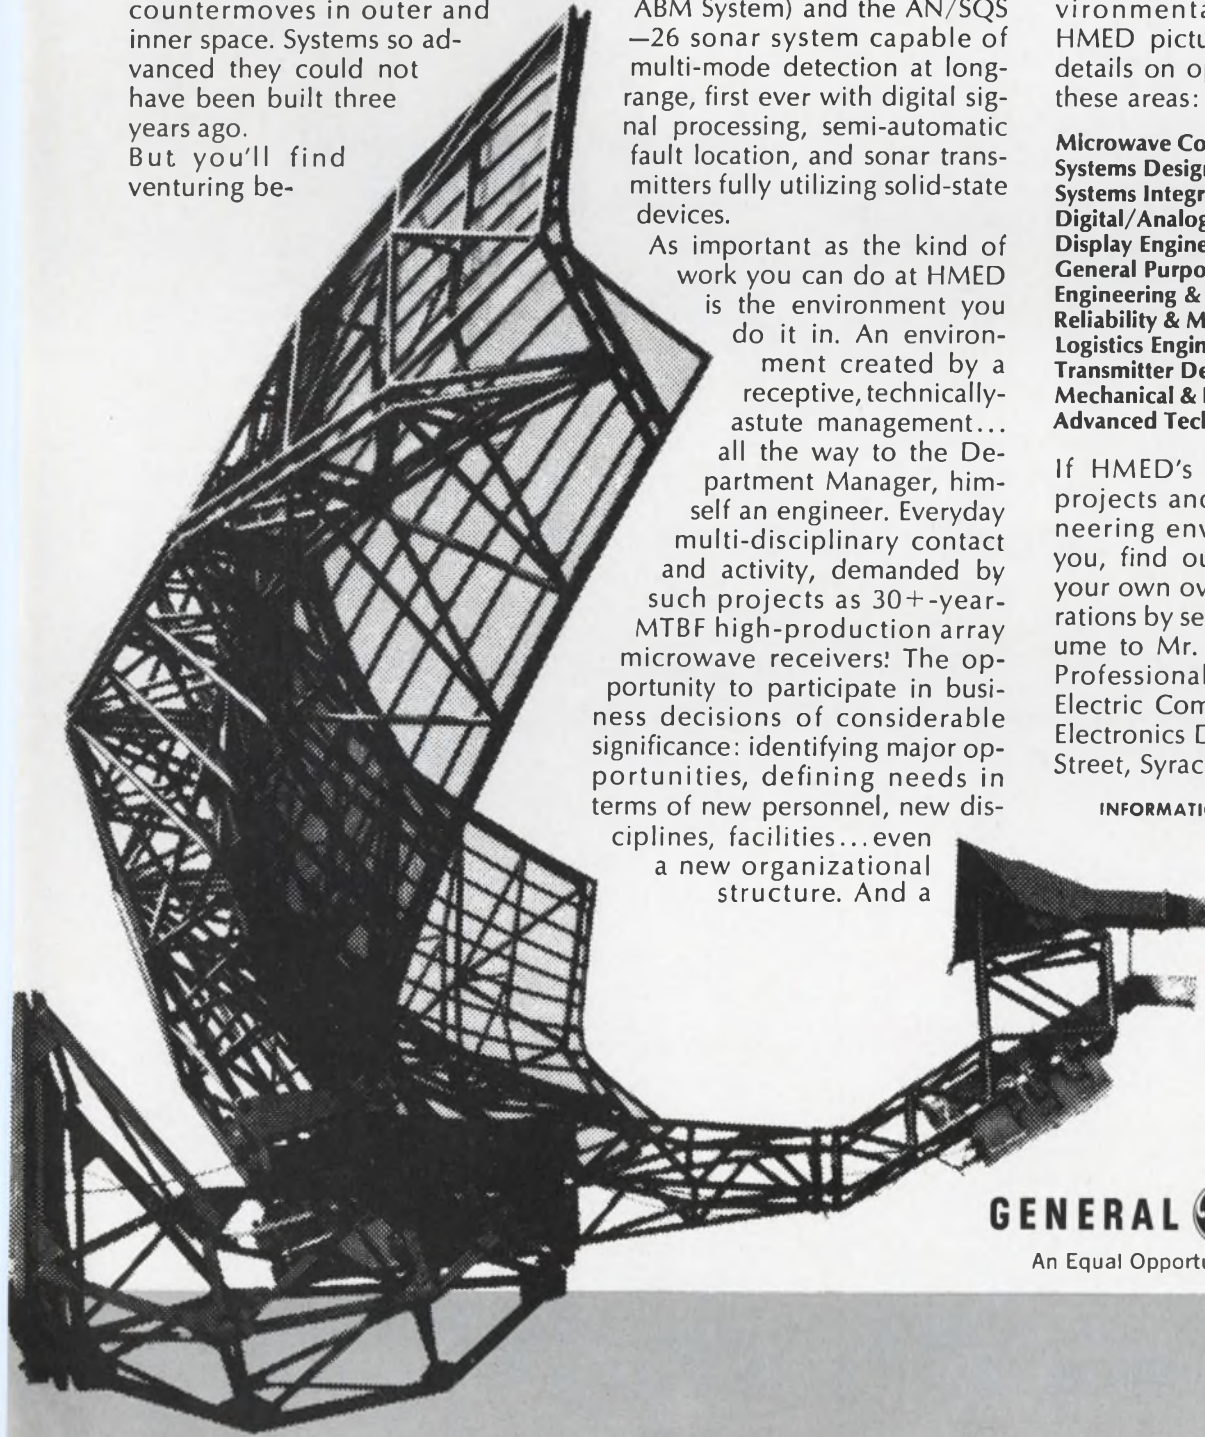 countermoves in outer and
inner space. Systems so ad-
vanced they could not
have been built three
years ago.
But you'll find
venturing be-
ABM System) and the AN/SQS
—26 sonar system capable of
multi-mode detection at long-
range, first ever with digital sig-
nal processing, semi-automatic
fault location, and sonar trans-
mitters fully utilizing solid-state
devices.
As important as the kind of
work you can do at HMED
is the environment you
do it in. An environ-
ment created by a
receptive, technically-
astute management...
all the way to the De-
partment Manager, him-
self an engineer. Everyday
multi-disciplinary contact
and activity, demanded by
such projects as 30+-year-
MTBF high-production array
microwave receivers! The op-
portunity to participate in busi-
ness decisions of considerable
significance: identifying major op-
portunities, defining needs in
terms of new personnel, new dis-
ciplines, facilities...even
a new organizational
structure. And a
vironmenta
HMED pictu
details on o
these areas:
Microwave Co
Systems Desig
Systems Integr
Digital/Analog
Display Engine
General Purpo
Engineering &
Reliability & M
Logistics Engin
Transmitter De
Mechanical &
Advanced Tech
If HMED's
projects and
neering env
you, find ou
your own ov
rations by se
ume to Mr.
Professional
Electric Com
Electronics D
Street, Syrac
INFORMATI
GENERAL
An Equal Opport